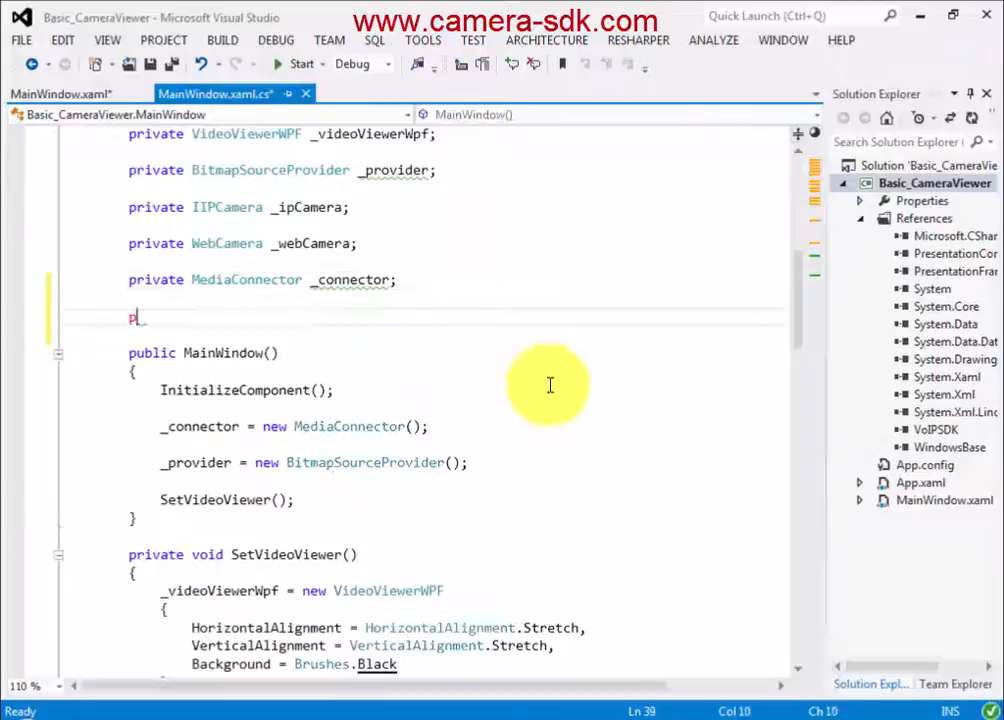 Basic_CameraViewer - Microsoft Visual Studio
www.camera-sdk.com
Quick Launch (Ctrl+Q)
FILE EDIT VIEW PROJECT BUILD DEBUG TEAM SQL TOOLS TEST ARCHITECTURE RESHARPER ANALYZE WINDOW HELP
Start Debug
MainWindow.xaml* MainWindow.xaml.cs*
Solution Explorer
Basic_CameraViewer.MainWindow MainWindow()
Search Solution Explorer
private VideoViewerWPF _videoViewerWpf;
private BitmapSourceProvider _provider;
private IIPCamera _ipCamera;
private WebCamera _webCamera;
private MediaConnector _connector;
p
public MainWindow()
{
InitializeComponent();
_connector = new MediaConnector();
_provider = new BitmapSourceProvider();
SetVideoViewer();
}
private void SetVideoViewer()
{
_videoViewerWpf = new VideoViewerWPF
{
HorizontalAlignment = HorizontalAlignment.Stretch,
VerticalAlignment = VerticalAlignment.Stretch,
Background = Brushes.Black
Solution 'Basic_CameraVie
Basic_CameraViewer
Properties
References
Microsoft.CShar
PresentationCor
PresentationFrar
System
System.Core
System.Data
System.Data.Dat
System.Drawing
System.Xaml
System.Xml
System.Xml.Linq
VoIPSDK
WindowsBase
App.config
App.xaml
MainWindow.xaml
110 %
Solution Expl... Team Explorer
Ready Ln 39 Col 10 Ch 10 INS